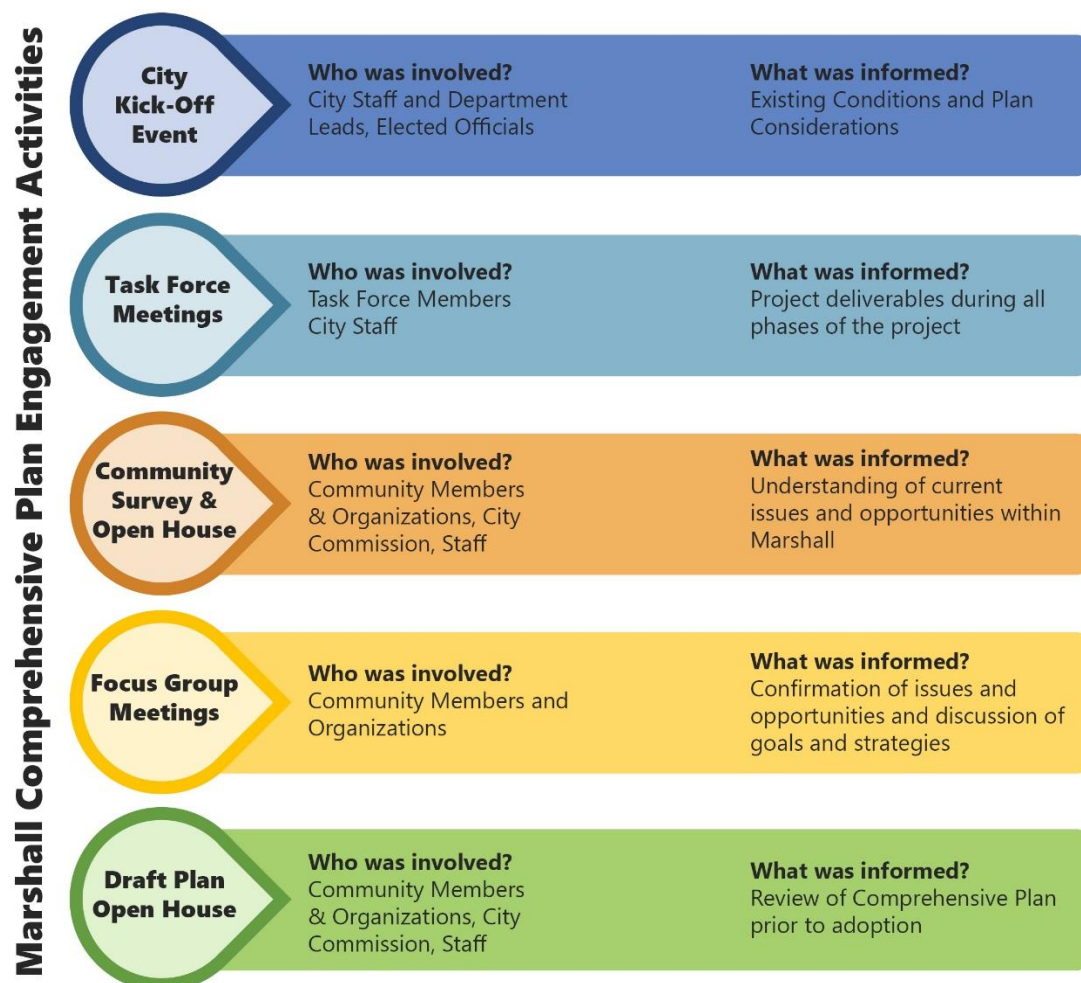 Marshall Comprehensive Plan Engagement Activities
City
Kick-Off
Event
Who was involved?
City Staff and Department
Leads, Elected Officials
What was informed?
Existing Conditions and Plan
Considerations
Task Force
Meetings
Who was involved?
Task Force Members
City Staff
What was informed?
Project deliverables during all
phases of the project
Community
Survey &
Open House
Who was involved?
Community Members
& Organizations, City
Commission, Staff
What was informed?
Understanding of current
issues and opportunities within
Marshall
Focus Group
Meetings
Who was involved?
Community Members and
Organizations
What was informed?
Confirmation of issues and
opportunities and discussion of
goals and strategies
Draft Plan
Open House
Who was involved?
Community Members
& Organizations, City
Commission, Staff
What was informed?
Review of Comprehensive Plan
prior to adoption